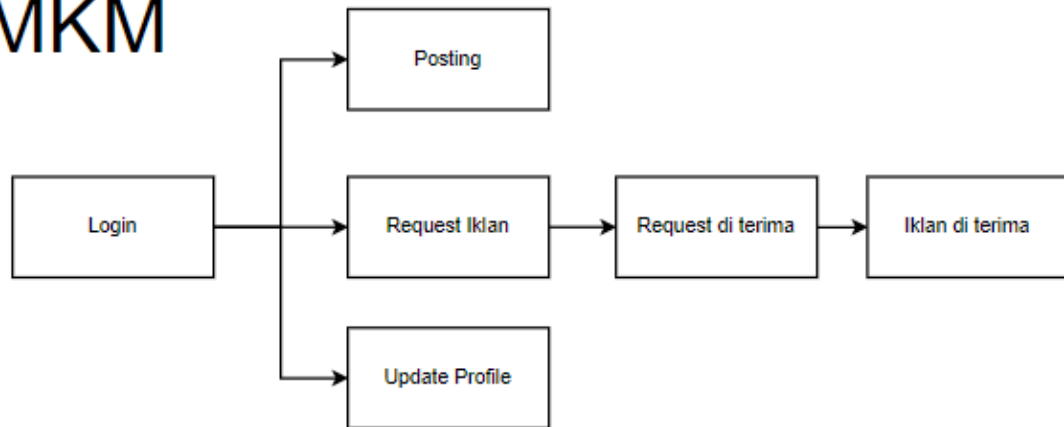 MKM
Posting
Login
Request Iklan
Request di terima
Iklan di terima
Update Profile